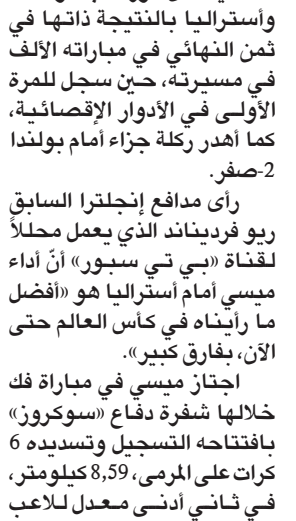 وأستراليا بالنتيجة ذاتها في
ثمن النهائي في مباراته الألف
في مسيرته، حين سجل للمرة
الأولى في الأدوار الإقصائية،
كما أهدر ركلة جزاء أمام بولندا
2-صفر.
رأى مدافع إنجلترا السابق
ريو فرديناند الذي يعمل محللاً
لقناة «بي تي سبور» أنّ أداء
ميسي أمام أستراليا هو «أفضل
ما رأيناه في كأس العالم حتى
الآن، بفارق كبير».
اجتاز ميسي في مباراة فك
خلالها شفرة دفاع «سوكروز»
بافتتاحه التسجيل وتسديده 6
كرات على المرمى، 8,59 كيلومتر،
في ثاني أدنى معدل للاعب